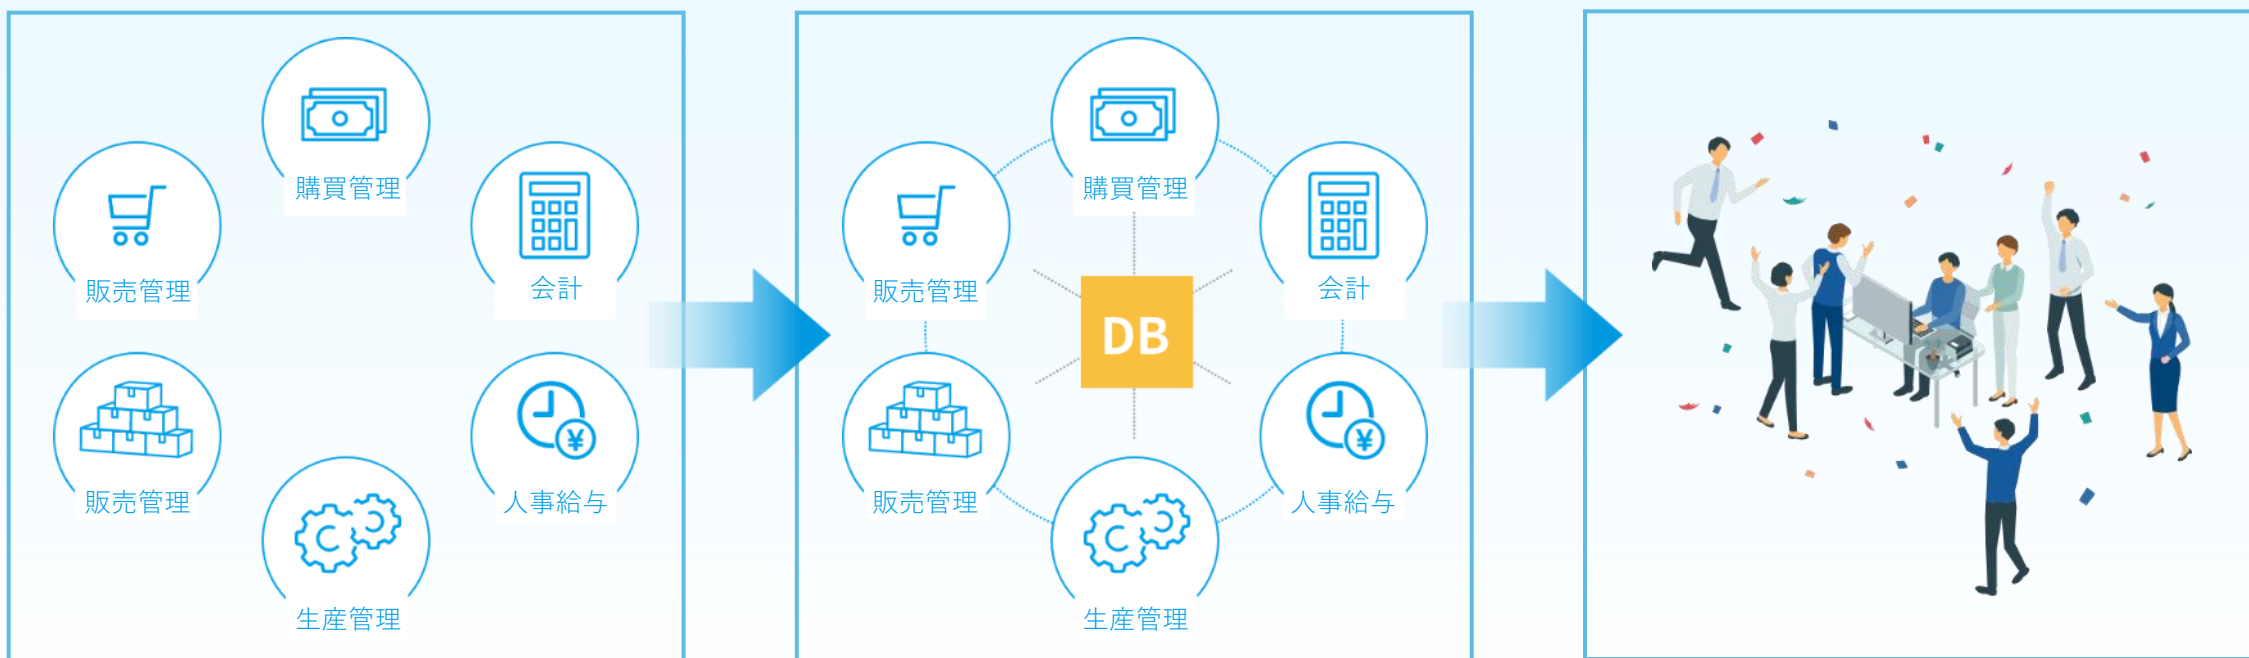 購買管理
販売管理
会計
販売管理
人事給与
生産管理
購買管理
販売管理
会計
DB
販売管理
人事給与
生産管理